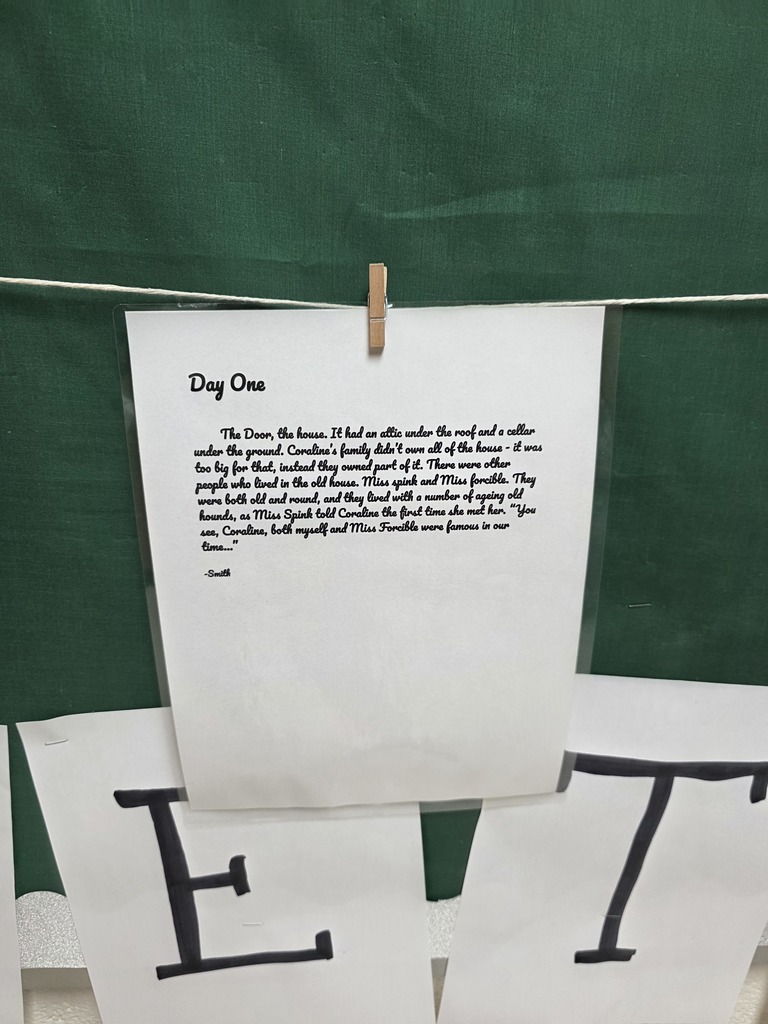 Day One
The Door, the house. It had an attic under the roof and a cellar
under the ground. Coraline's family didn't own all of the house - it was
too big for that, instead they owned part of it. There were other
people who lived in the old house. Miss spink and Miss forcible. They
were both old and round, and they lived with a number of ageing old
hounds, as Miss Spink told Coraline the first time she met her. "You
see, Coraline, both myself and Miss Forcible were famous in our
time..."
-Smith
E T